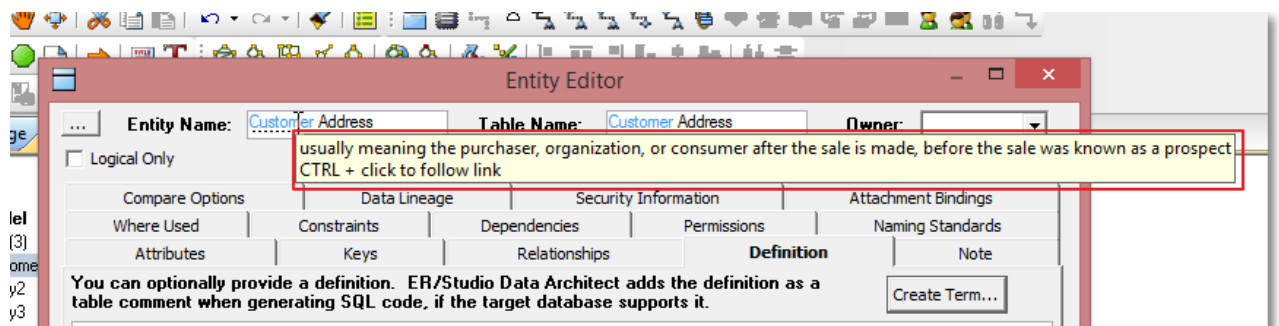 Entity Editor
... Entity Name: Customer Address Table Name: Customer Address Owner:
Logical Only
usually meaning the purchaser, organization, or consumer after the sale is made, before the sale was known as a prospect
CTRL + click to follow link
Compare Options Data Lineage Security Information Attachment Bindings
Where Used Constraints Dependencies Permissions Naming Standards
Attributes Keys Relationships Definition Note
You can optionally provide a definition. ER/Studio Data Architect adds the definition as a
table comment when generating SQL code, if the target database supports it.
Create Term...
(3)
y2
y3